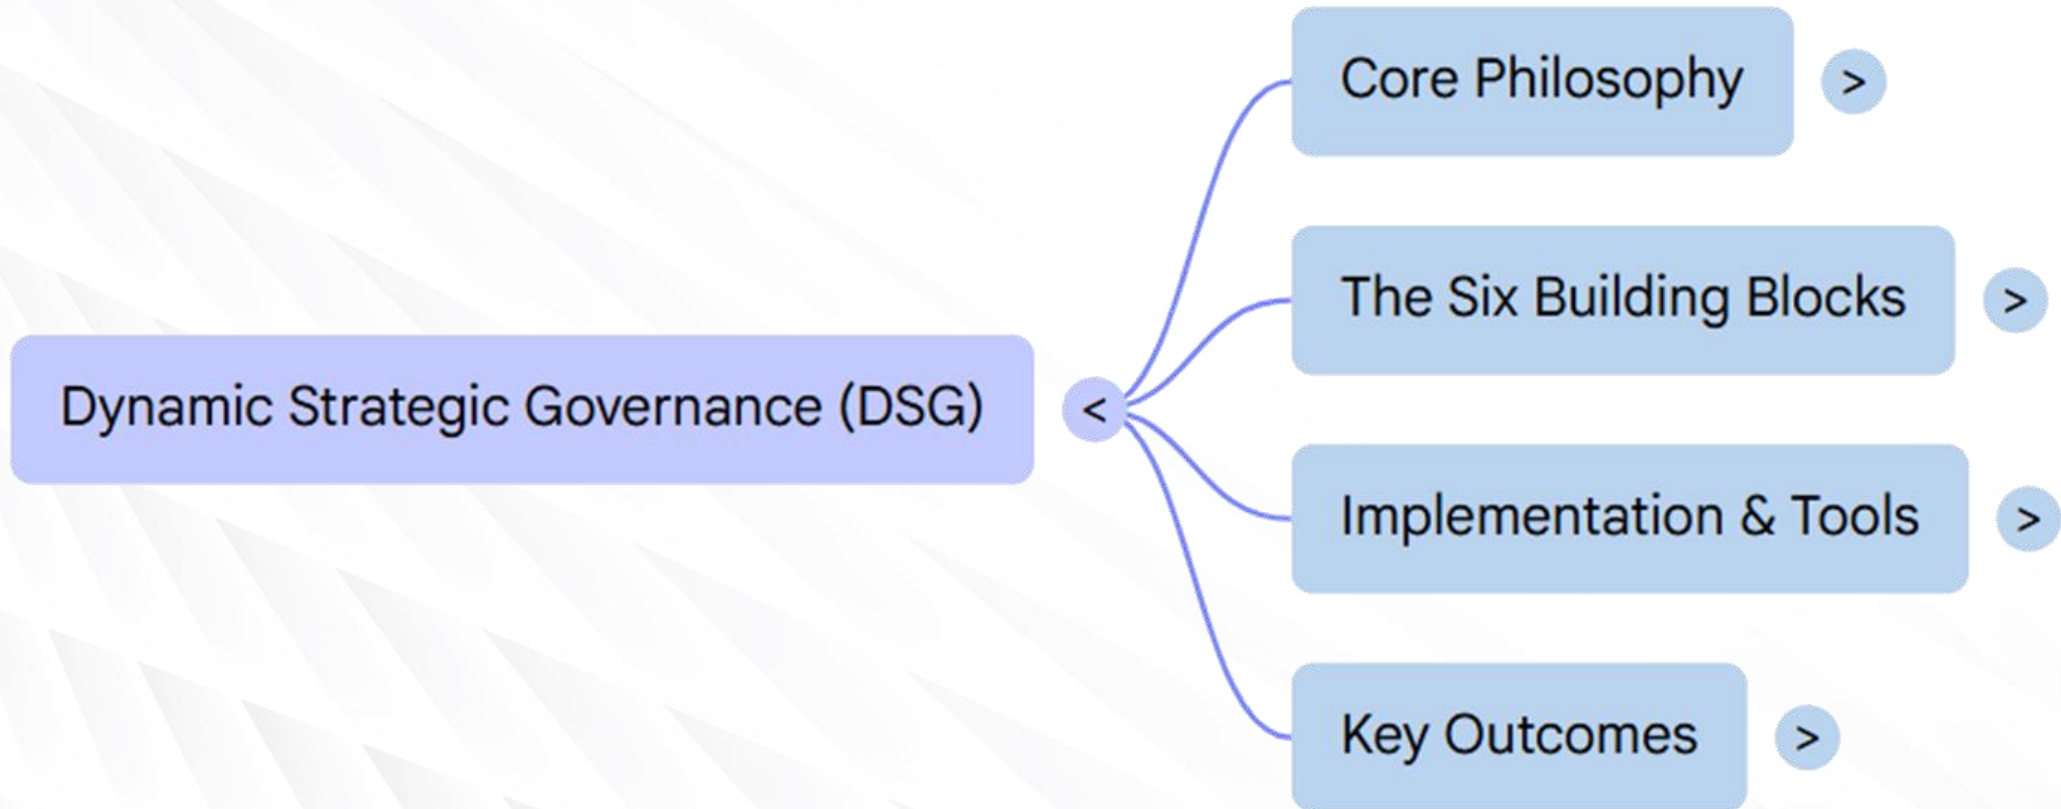 Core Philosophy >
The Six Building Blocks >
Dynamic Strategic Governance (DSG) <
Implementation & Tools >
Key Outcomes >